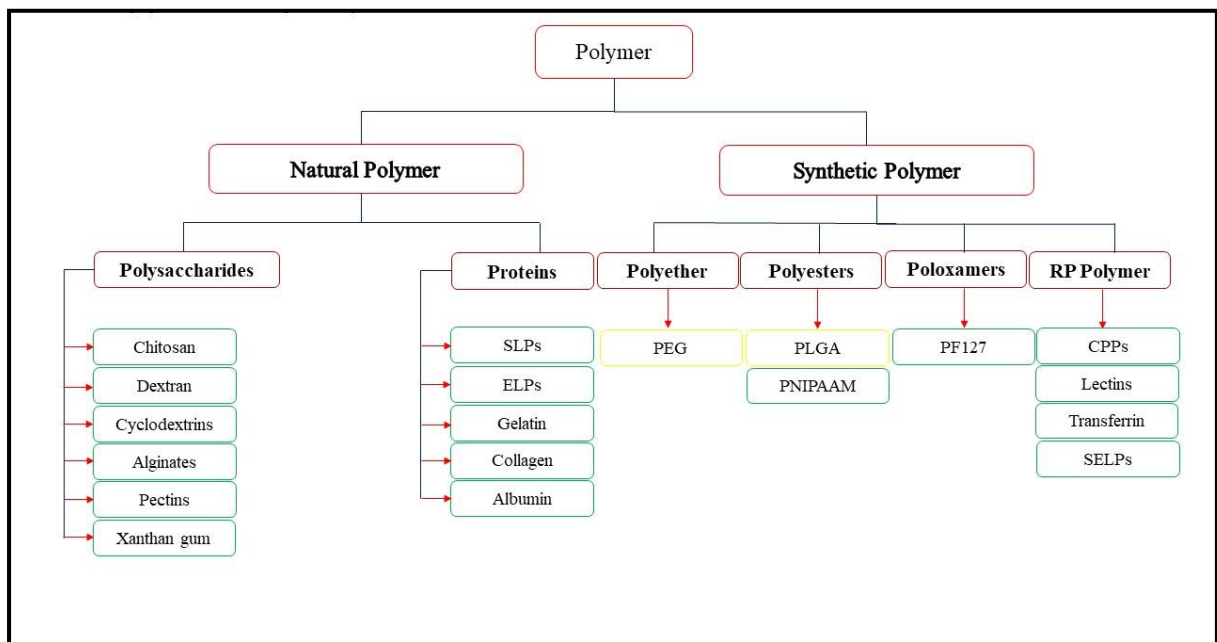 Polymer
Natural Polymer
Synthetic Polymer
Polysaccharides
Proteins
Polyether
Polyesters
Poloxamers
RP Polymer
Chitosan
Dextran
Cyclodextrins
Alginates
Pectins
Xanthan gum
SLPs
ELPs
Gelatin
Collagen
Albumin
PEG
PLGA
PNIPAAM
PF127
CPPs
Lectins
Transferrin
SELPs